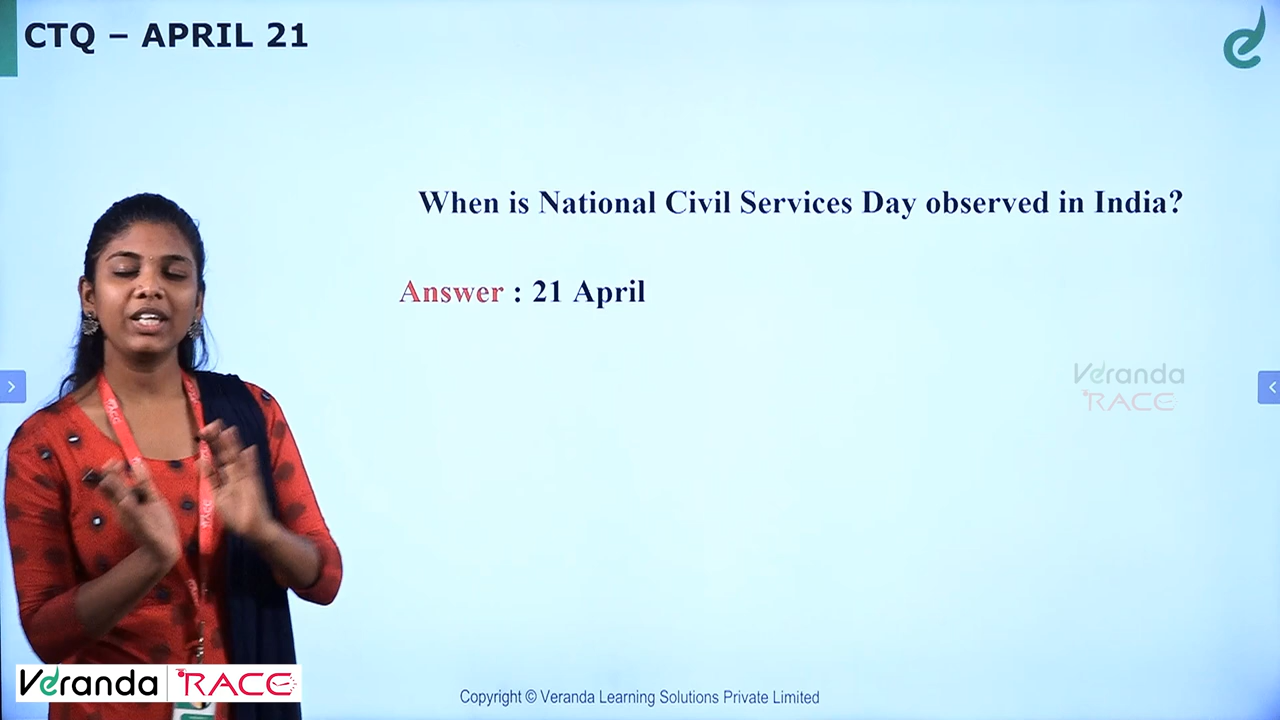 CTQ – APRIL 21
When is National Civil Services Day observed in India?
Answer : 21 April
Veranda
RACE
RACE
Veranda RACE
Copyright © Veranda Learning Solutions Private Limited